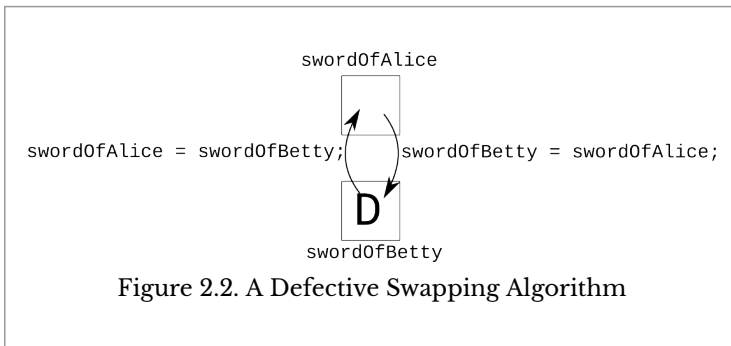 swordOfAlice
swordOfAlice = swordOfBetty;
swordOfBetty = swordOfAlice;
D
swordOfBetty
Figure 2.2. A Defective Swapping Algorithm